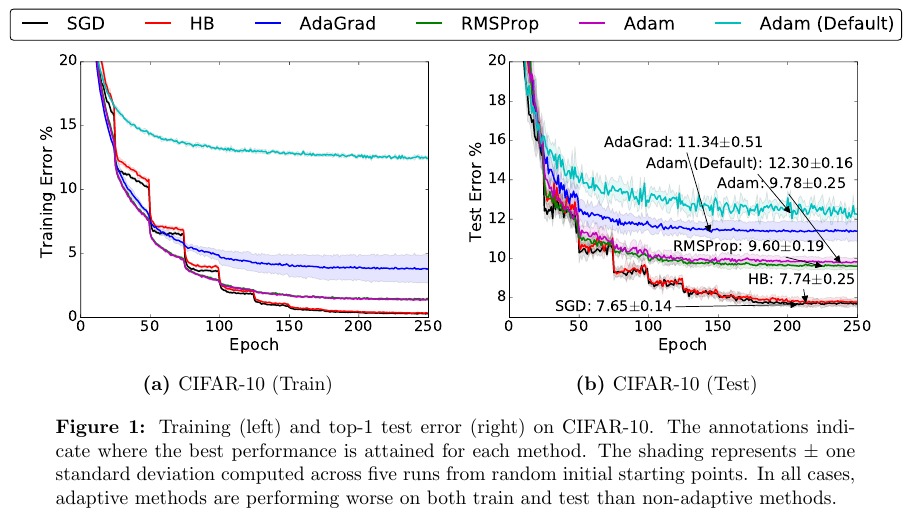 SGD HB AdaGrad RMSProp Adam Adam (Default)
20
15
10
5
0
0 50 100 150 200 250
Training Error %
Epoch
20
18
16
14
12
10
8
0 50 100 150 200 250
Test Error %
Epoch
AdaGrad: 11.34±0.51
Adam (Default): 12.30±0.16
Adam: 9.78±0.25
RMSProp: 9.60±0.19
HB: 7.74±0.25
SGD: 7.65±0.14
(a) CIFAR-10 (Train)
(b) CIFAR-10 (Test)
Figure 1: Training (left) and top-1 test error (right) on CIFAR-10. The annotations indi-
cate where the best performance is attained for each method. The shading represents ± one
standard deviation computed across five runs from random initial starting points. In all cases,
adaptive methods are performing worse on both train and test than non-adaptive methods.